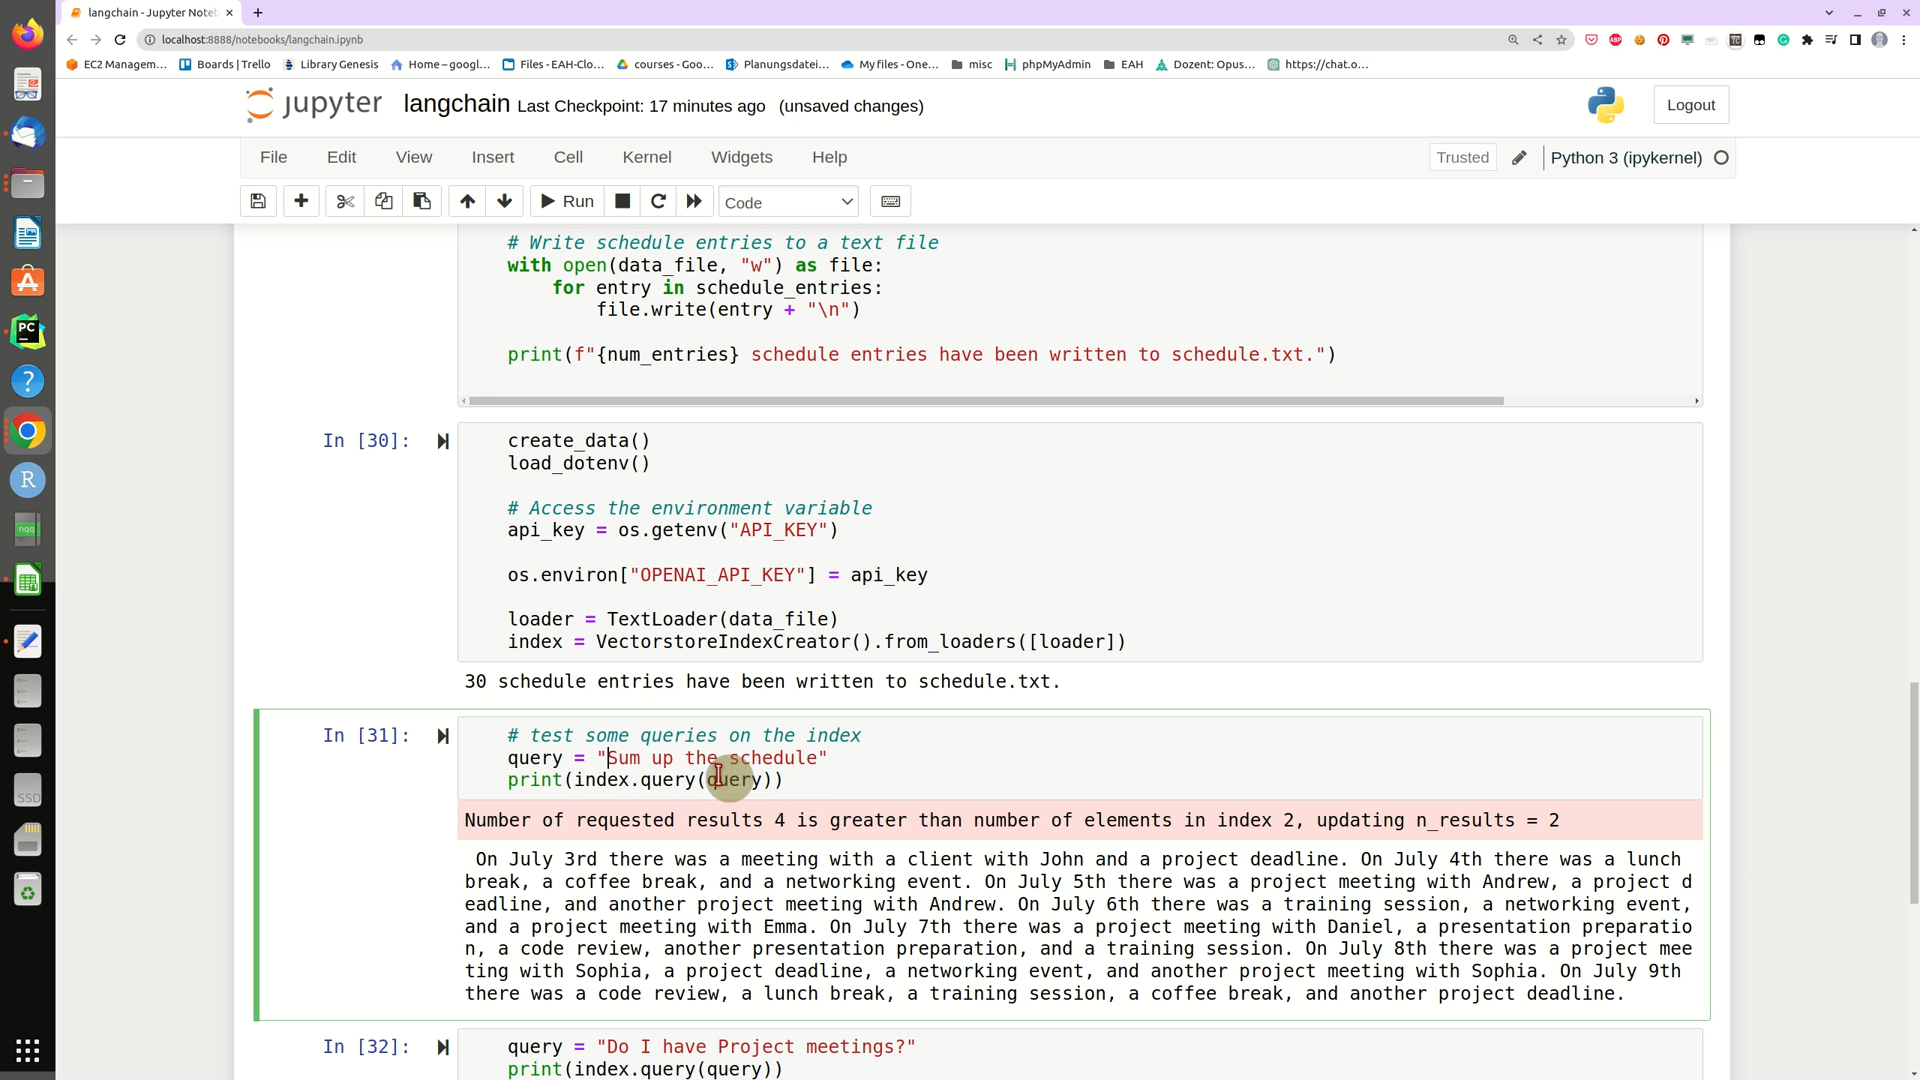 langchain - Jupyter Noteb
localhost:8888/notebooks/langchain.ipynb
EC2 Managem... Boards | Trello Library Genesis Home – googl... Files - EAH-Clo... courses - Goo... Planungsdatei... My files - One... misc phpMyAdmin EAH Dozent: Opus... https://chat.o...
jupyter langchain Last Checkpoint: 17 minutes ago (unsaved changes) Logout
File Edit View Insert Cell Kernel Widgets Help Trusted Python 3 (ipykernel)
Run Code
# Write schedule entries to a text file
with open(data_file, "w") as file:
for entry in schedule_entries:
file.write(entry + "\n")
print(f"{num_entries} schedule entries have been written to schedule.txt.")
In [30]: create_data()
load_dotenv()
# Access the environment variable
api_key = os.getenv("API_KEY")
os.environ["OPENAI_API_KEY"] = api_key
loader = TextLoader(data_file)
index = VectorstoreIndexCreator().from_loaders([loader])
30 schedule entries have been written to schedule.txt.
In [31]: # test some queries on the index
query = "Sum up the schedule"
print(index.query(query))
Number of requested results 4 is greater than number of elements in index 2, updating n_results = 2
On July 3rd there was a meeting with a client with John and a project deadline. On July 4th there was a lunch
break, a coffee break, and a networking event. On July 5th there was a project meeting with Andrew, a project d
eadline, and another project meeting with Andrew. On July 6th there was a training session, a networking event,
and a project meeting with Emma. On July 7th there was a project meeting with Daniel, a presentation preparatio
n, a code review, another presentation preparation, and a training session. On July 8th there was a project mee
ting with Sophia, a project deadline, a networking event, and another project meeting with Sophia. On July 9th
there was a code review, a lunch break, a training session, a coffee break, and another project deadline.
In [32]: query = "Do I have Project meetings?"
print(index.query(query))
PC
R
nqq
SSD
ABP